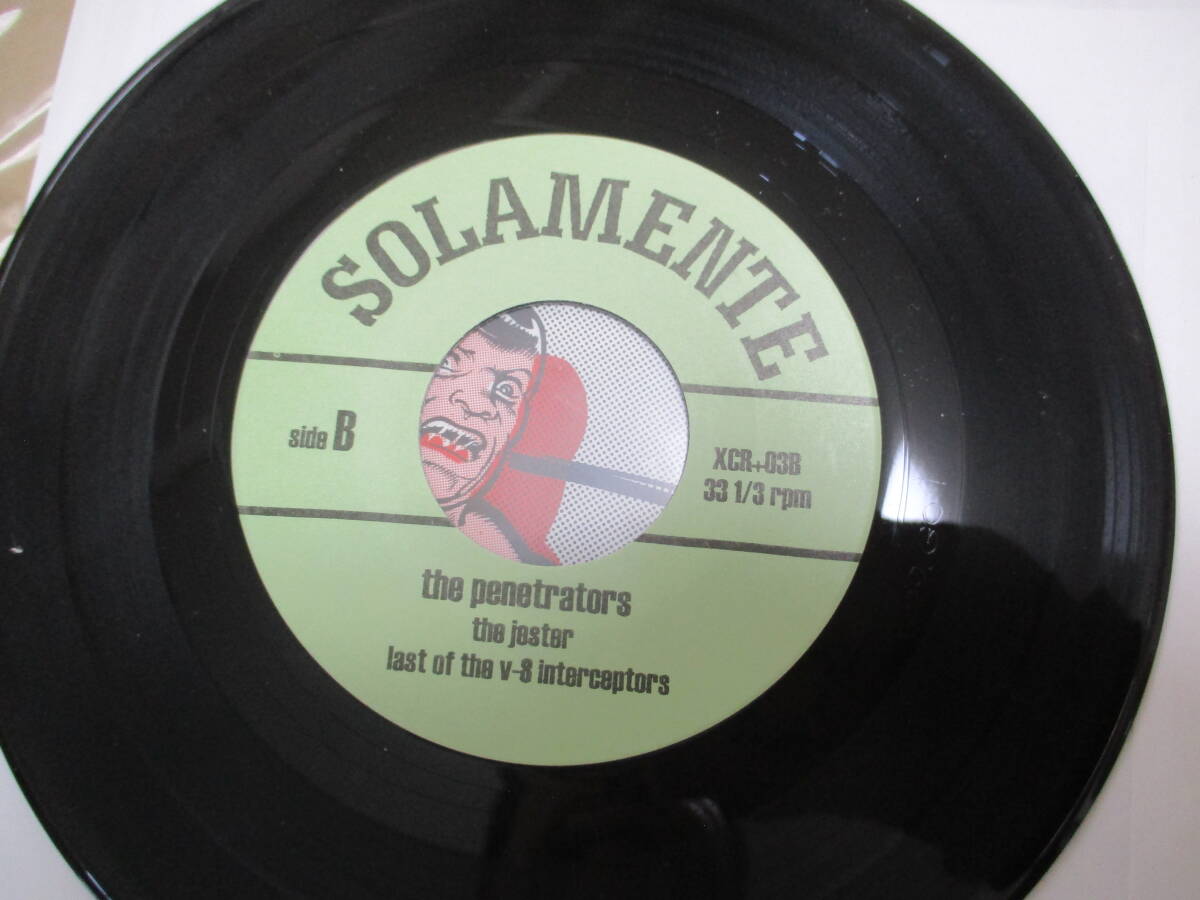 SOLAMENTE
side B
XCR+03B
33 1/3 rpm
the penetrators
the jester
last of the v-8 interceptors